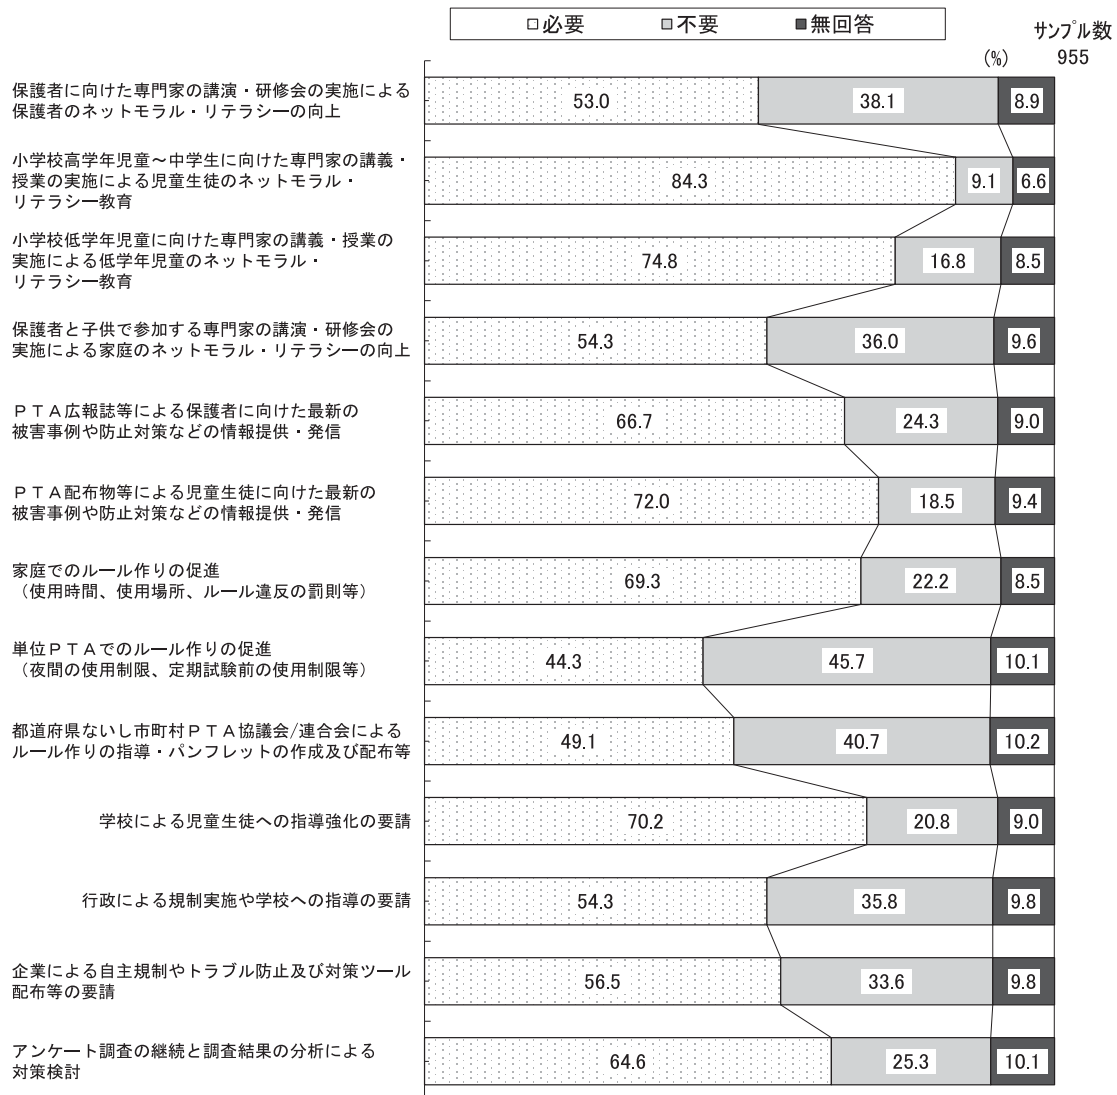 □必要 ■不要 ■無回答
サンプル数
(%) 955
保護者に向けた専門家の講演・研修会の実施による
保護者のネットモラル・リテラシーの向上
53.0 38.1 8.9
小学校高学年児童～中学生に向けた専門家の講義・
授業の実施による児童生徒のネットモラル・
リテラシー教育
84.3 9.1 6.6
小学校低学年児童に向けた専門家の講義・授業の
実施による低学年児童のネットモラル・
リテラシー教育
74.8 16.8 8.5
保護者と子供で参加する専門家の講演・研修会の
実施による家庭のネットモラル・リテラシーの向上
54.3 36.0 9.6
ＰＴＡ広報誌等による保護者に向けた最新の
被害事例や防止対策などの情報提供・発信
66.7 24.3 9.0
ＰＴＡ配布物等による児童生徒に向けた最新の
被害事例や防止対策などの情報提供・発信
72.0 18.5 9.4
家庭でのルール作りの促進
（使用時間、使用場所、ルール違反の罰則等）
69.3 22.2 8.5
単位ＰＴＡでのルール作りの促進
（夜間の使用制限、定期試験前の使用制限等）
44.3 45.7 10.1
都道府県ないし市町村ＰＴＡ協議会/連合会による
ルール作りの指導・パンフレットの作成及び配布等
49.1 40.7 10.2
学校による児童生徒への指導強化の要請
70.2 20.8 9.0
行政による規制実施や学校への指導の要請
54.3 35.8 9.8
企業による自主規制やトラブル防止及び対策ツール
配布等の要請
56.5 33.6 9.8
アンケート調査の継続と調査結果の分析による
対策検討
64.6 25.3 10.1